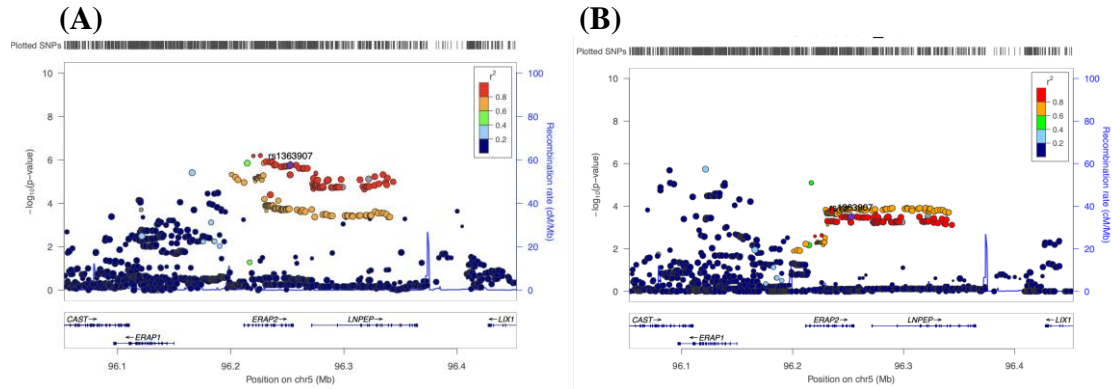 (A)
Plotted SNPs
10
8
6
4
2
0
−log10(p−value)
100
80
60
40
20
0
Recombination rate (cM/Mb)
r2
0.8
0.6
0.4
0.2
rs1363907
CAST→
←ERAP1
ERAP2→
LNPEP→
←LIX1
96.1
96.2
96.3
96.4
Position on chr5 (Mb)
(B)
Plotted SNPs
10
8
6
4
2
0
−log10(p−value)
100
80
60
40
20
0
Recombination rate (cM/Mb)
r2
0.8
0.6
0.4
0.2
rs1363907
CAST→
←ERAP1
ERAP2→
LNPEP→
←LIX1
96.1
96.2
96.3
96.4
Position on chr5 (Mb)